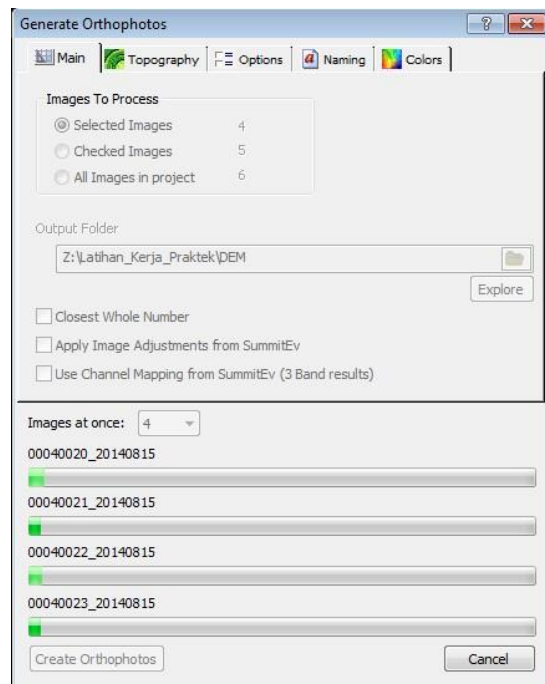 Generate Orthophotos
Main Topography Options Naming Colors
Images To Process
Selected Images 4
Checked Images 5
All Images in project 6
Output Folder
Z:\Latihan_Kerja_Praktek\DEM
Explore
Closest Whole Number
Apply Image Adjustments from SummitEv
Use Channel Mapping from SummitEv (3 Band results)
Images at once: 4
00040020_20140815
00040021_20140815
00040022_20140815
00040023_20140815
Create Orthophotos Cancel